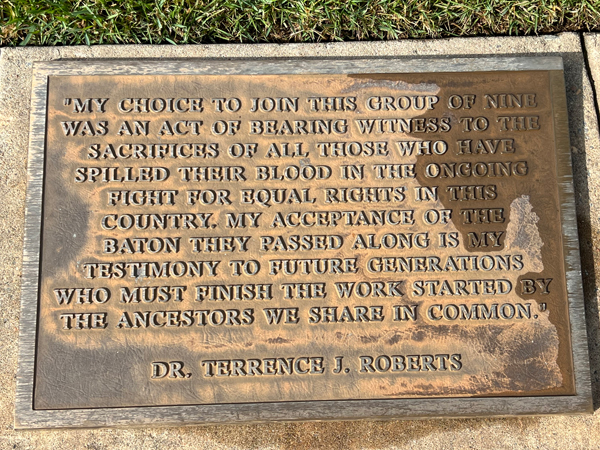 "MY CHOICE TO JOIN THIS GROUP OF NINE
WAS AN ACT OF BEARING WITNESS TO THE
SACRIFICES OF ALL THOSE WHO HAVE
SPILLED THEIR BLOOD IN THE ONGOING
FIGHT FOR EQUAL RIGHTS IN THIS
COUNTRY. MY ACCEPTANCE OF THE
BATON THEY PASSED ALONG IS MY
TESTIMONY TO FUTURE GENERATIONS
WHO MUST FINISH THE WORK STARTED BY
THE ANCESTORS WE SHARE IN COMMON."
DR. TERRENCE J. ROBERTS